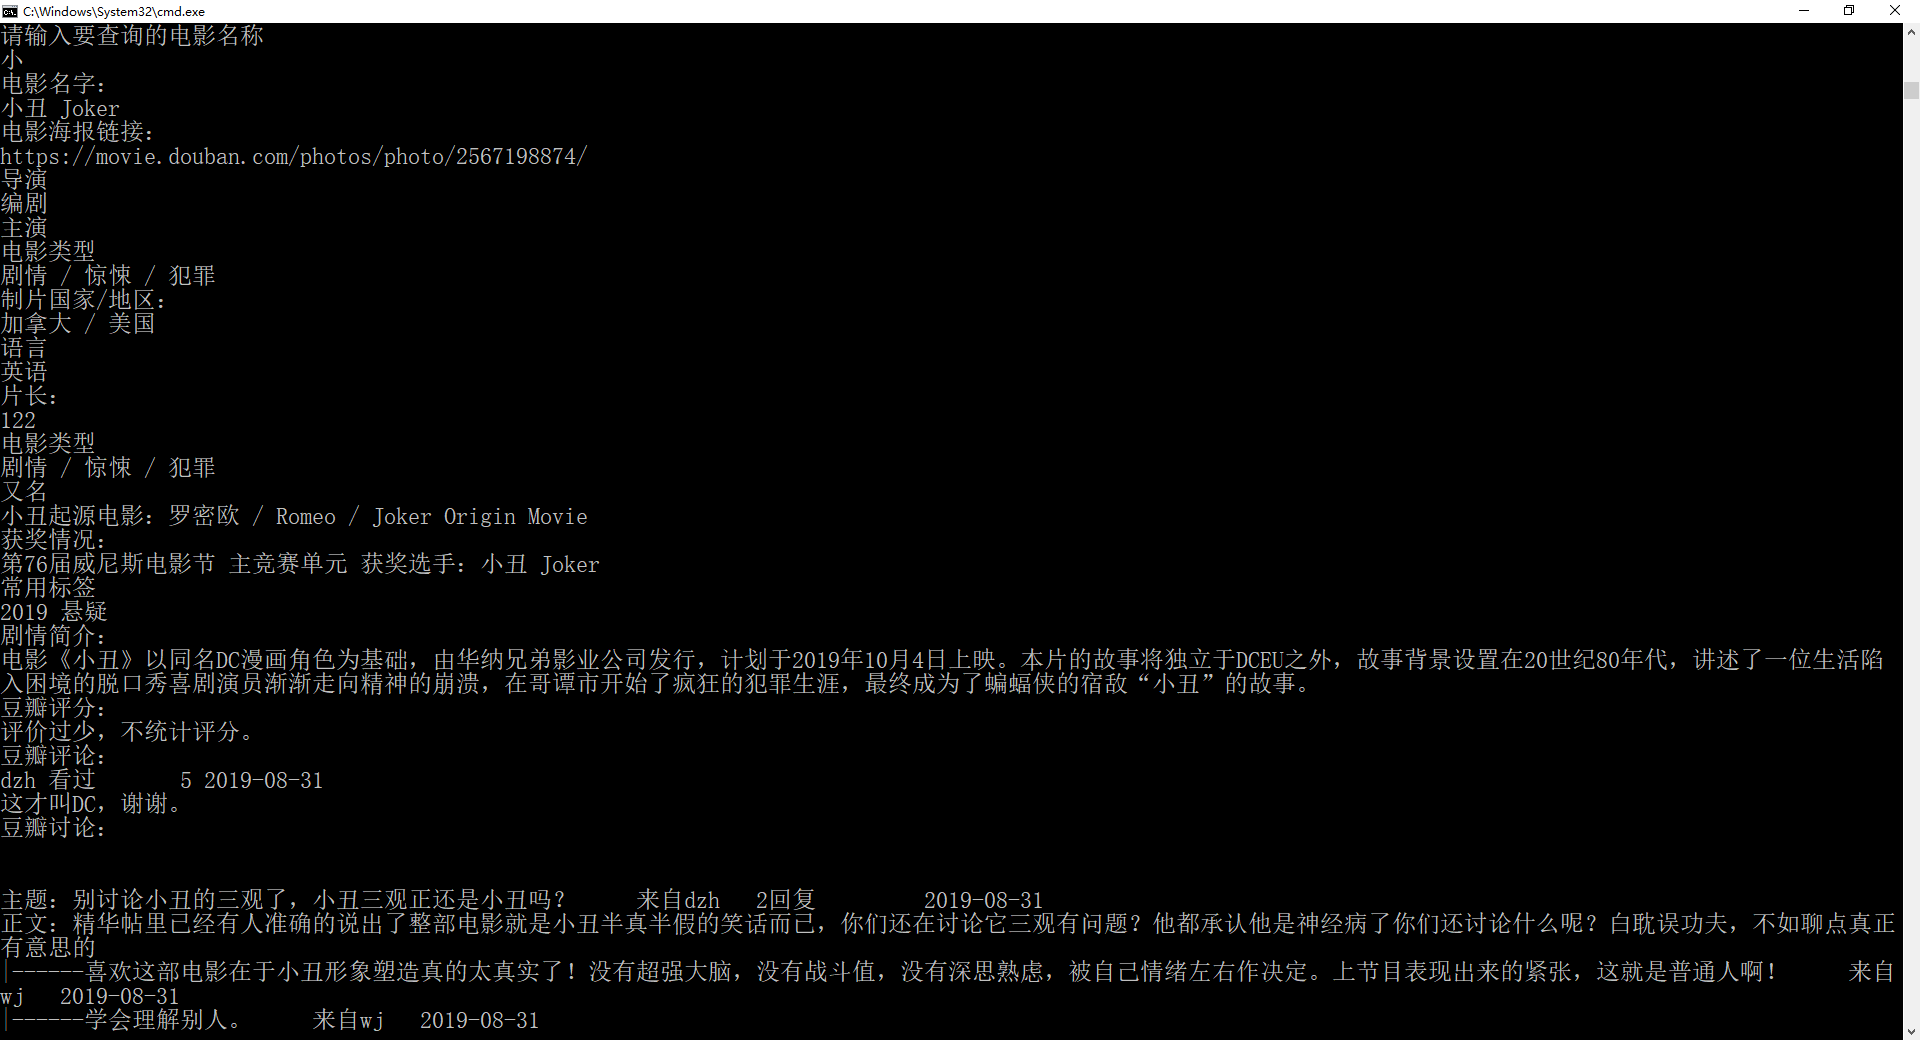 C:\Windows\System32\cmd.exe
请输入要查询的电影名称
小
电影名字：
小丑 Joker
电影海报链接：
https://movie.douban.com/photos/photo/2567198874/
导演
编剧
主演
电影类型
剧情 / 惊悚 / 犯罪
制片国家/地区：
加拿大 / 美国
语言
英语
片长：
122
电影类型
剧情 / 惊悚 / 犯罪
又名
小丑起源电影：罗密欧 / Romeo / Joker Origin Movie
获奖情况：
第76届威尼斯电影节 主竞赛单元 获奖选手：小丑 Joker
常用标签
2019 悬疑
剧情简介：
电影《小丑》以同名DC漫画角色为基础，由华纳兄弟影业公司发行，计划于2019年10月4日上映。本片的故事将独立于DCEU之外，故事背景设置在20世纪80年代，讲述了一位生活陷
入困境的脱口秀喜剧演员渐渐走向精神的崩溃，在哥谭市开始了疯狂的犯罪生涯，最终成为了蝙蝠侠的宿敌“小丑”的故事。
豆瓣评分：
评价过少，不统计评分。
豆瓣评论：
dzh 看过       5 2019-08-31
这才叫DC，谢谢。
豆瓣讨论：
主题：别讨论小丑的三观了，小丑三观正还是小丑吗？      来自dzh   2回复         2019-08-31
正文：精华帖里已经有人准确的说出了整部电影就是小丑半真半假的笑话而已，你们还在讨论它三观有问题？他都承认他是神经病了你们还讨论什么呢？白耽误功夫，不如聊点真正
有意思的
|------喜欢这部电影在于小丑形象塑造真的太真实了！没有超强大脑，没有战斗值，没有深思熟虑，被自己情绪左右作决定。上节目表现出来的紧张，这就是普通人啊！      来自
wj   2019-08-31
|------学会理解别人。      来自wj   2019-08-31